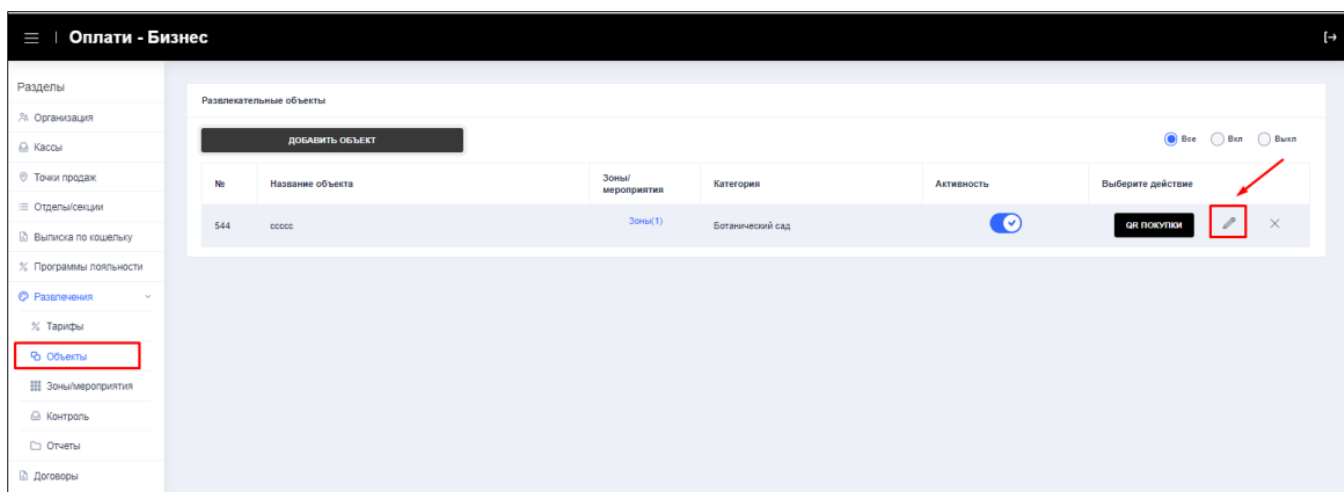 Оплати - Бизнес
Разделы
Организация
Кассы
Точки продаж
Отделы/секции
Выписка по кошельку
Программы лояльности
Развлечения
Тарифы
Объекты
Зоны/мероприятия
Контроль
Отчеты
Договоры
Развлекательные объекты
ДОБАВИТЬ ОБЪЕКТ
Все Вкл Выкл
№ Название объекта Зоны/ мероприятия Категория Активность Выберите действие
544 ссссс Зоны(1) Ботанический сад QR ПОКУПКИ